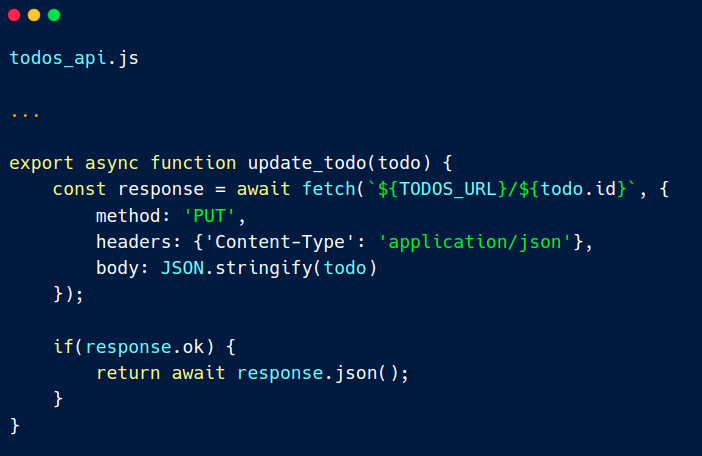 todos_api.js
...
export async function update_todo(todo) {
    const response = await fetch(`${TODOS_URL}/${todo.id}`, {
        method: 'PUT',
        headers: {'Content-Type': 'application/json'},
        body: JSON.stringify(todo)
    });
    if(response.ok) {
        return await response.json();
    }
}